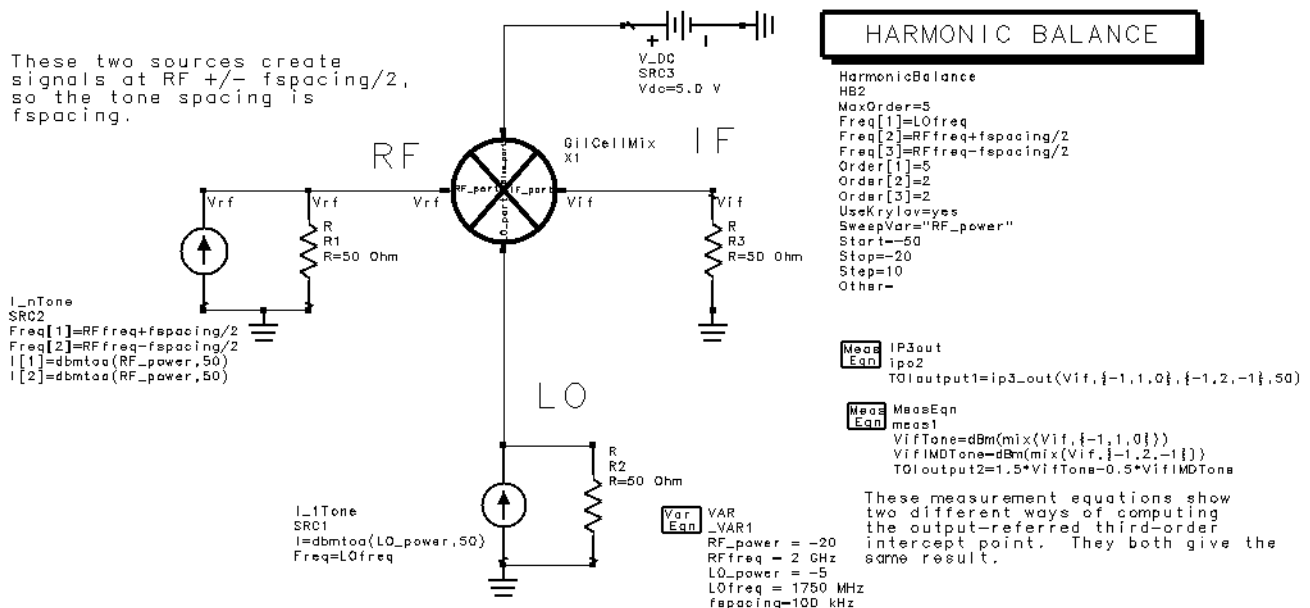 These two sources create
signals at RF +/- fspacing/2,
so the tone spacing is
fspacing.
+ -
V_DC
SRC3
Vdc=5.0 V
HARMONIC BALANCE
HarmonicBalance
HB2
MaxOrder=5
Freq[1]=LOfreq
Freq[2]=RFfreq+fspacing/2
Freq[3]=RFfreq-fspacing/2
Order[1]=5
Order[2]=2
Order[3]=2
UseKrylov=yes
SweepVar="RF_power"
Start=-50
Stop=-20
Step=10
Other=
RF
GilCellMix
X1
IF
Vrf
Vrf
RF_port
IF_port
LO_port
Vif
R
R1
R=50 Ohm
R
R3
R=50 Ohm
I_nTone
SRC2
Freq[1]=RFfreq+fspacing/2
Freq[2]=RFfreq-fspacing/2
I[1]=dbmtoa(RF_power,50)
I[2]=dbmtoa(RF_power,50)
Meas
Eqn
IP3out
ipo2
TOIoutput1=ip3_out(Vif,{-1,1,0},{-1,2,-1},50)
Meas
Eqn
MeasEqn
meas1
VifTone=dBm(mix(Vif,{-1,1,0}))
VifIMDTone=dBm(mix(Vif,{-1,2,-1}))
TOIoutput2=1.5*VifTone-0.5*VifIMDTone
LO
R
R2
R=50 Ohm
I_1Tone
SRC1
I=dbmtoa(LO_power,50)
Freq=LOfreq
Var
Eqn
VAR
_VAR1
RF_power = -20
RFfreq = 2 GHz
LO_power = -5
LOfreq = 1750 MHz
fspacing=100 kHz
These measurement equations show
two different ways of computing
the output-referred third-order
intercept point. They both give the
same result.